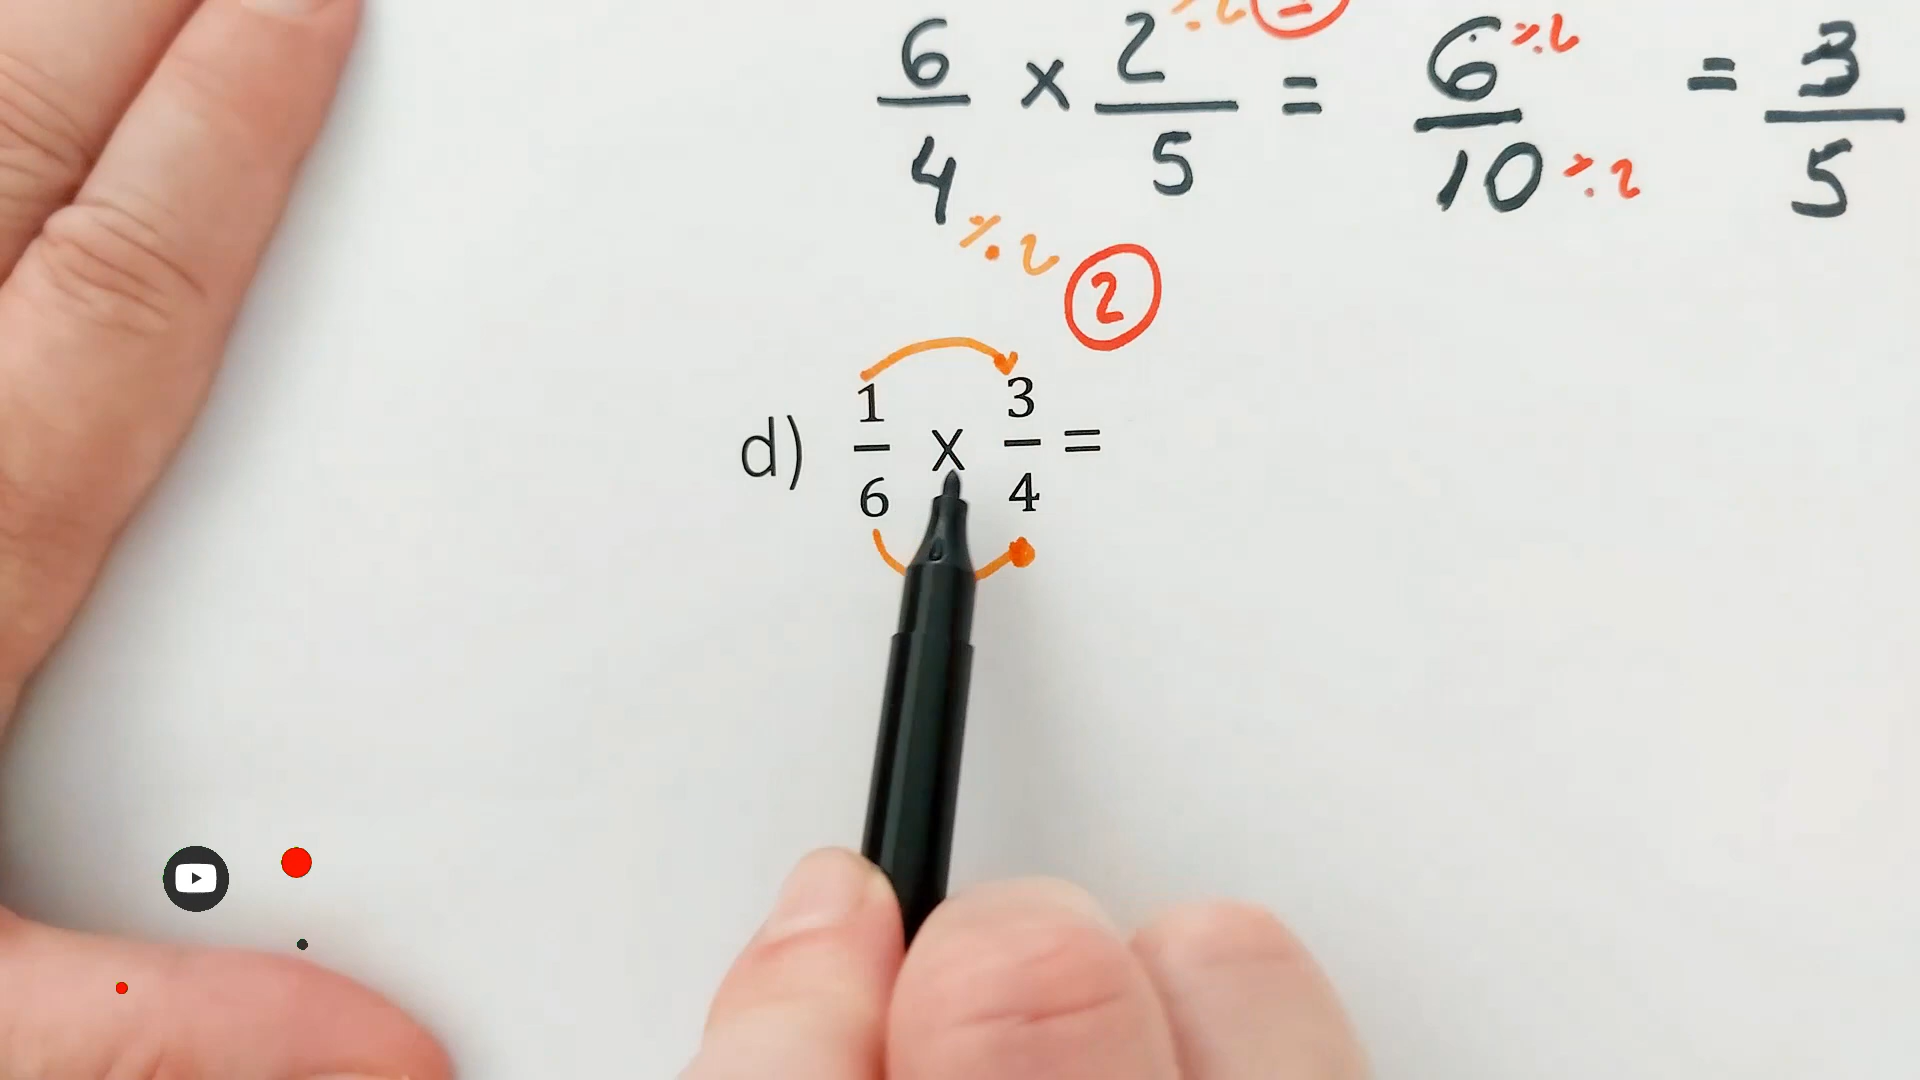 ÷2
6/4 x 2/5 = 6÷2/10÷2 = 3/5
÷2 2
d) 1/6 x 3/4 =